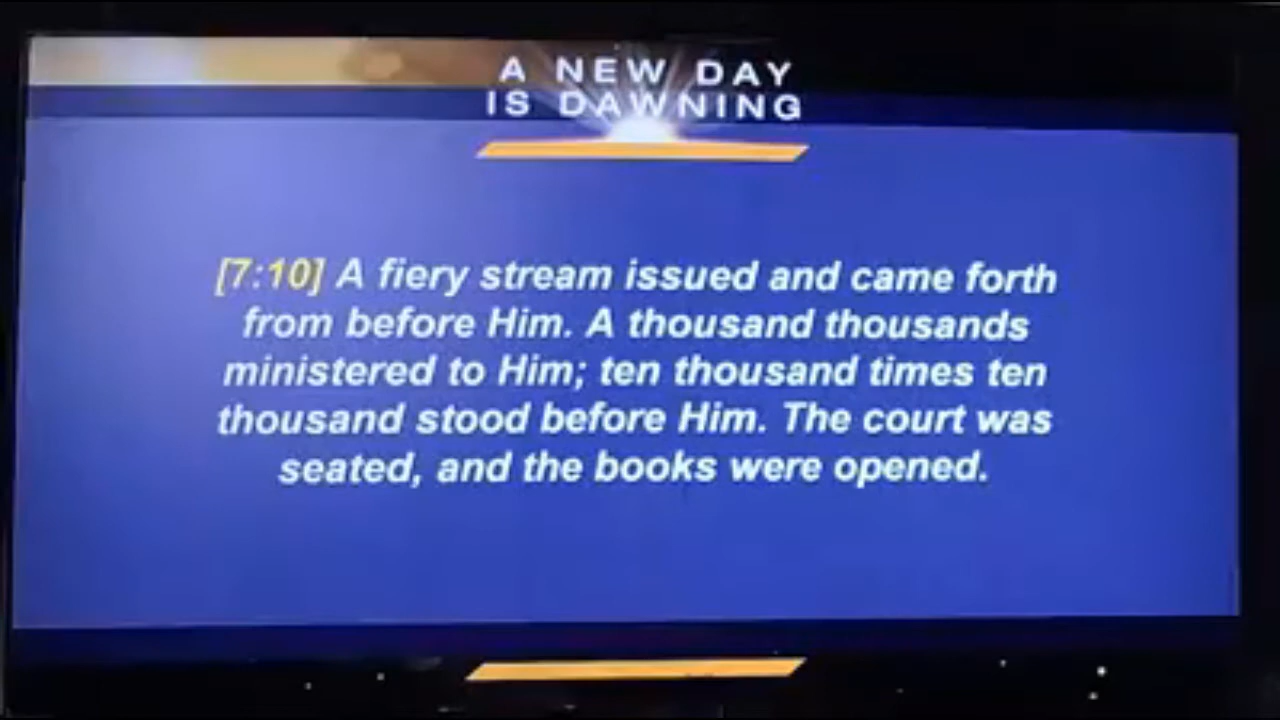 A NEW DAY
IS DAWNING
[7:10] A fiery stream issued and came forth
from before Him. A thousand thousands
ministered to Him; ten thousand times ten
thousand stood before Him. The court was
seated, and the books were opened.